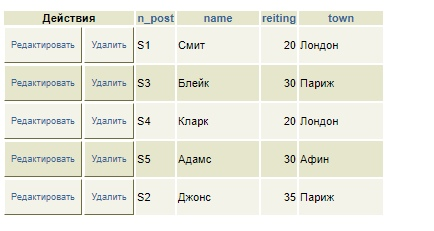 Действия n_post name reiting town
Редактировать Удалить S1 Смит 20 Лондон
Редактировать Удалить S3 Блейк 30 Париж
Редактировать Удалить S4 Кларк 20 Лондон
Редактировать Удалить S5 Адамс 30 Афин
Редактировать Удалить S2 Джонс 35 Париж